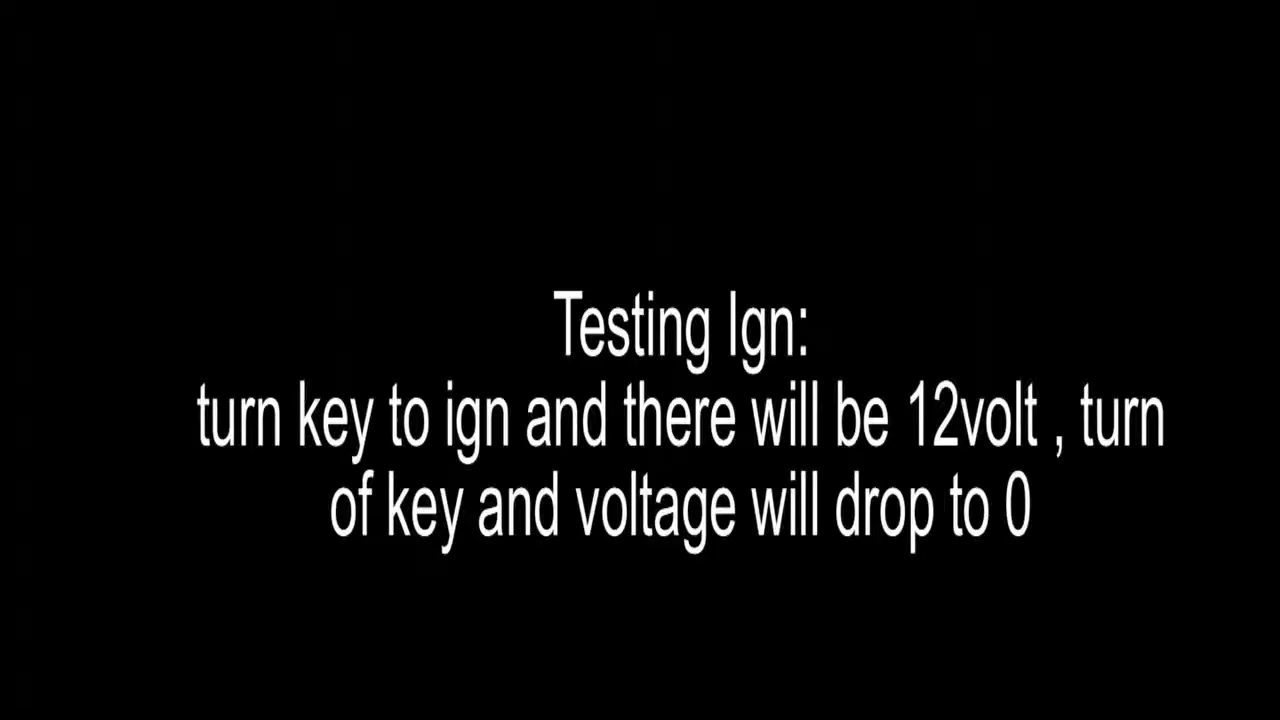 Testing Ign:
turn key to ign and there will be 12volt , turn
of key and voltage will drop to 0